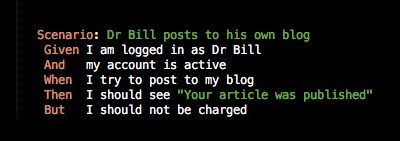 Scenario: Dr Bill posts to his own blog
Given I am logged in as Dr Bill
And my account is active
When I try to post to my blog
Then I should see "Your article was published"
But I should not be charged